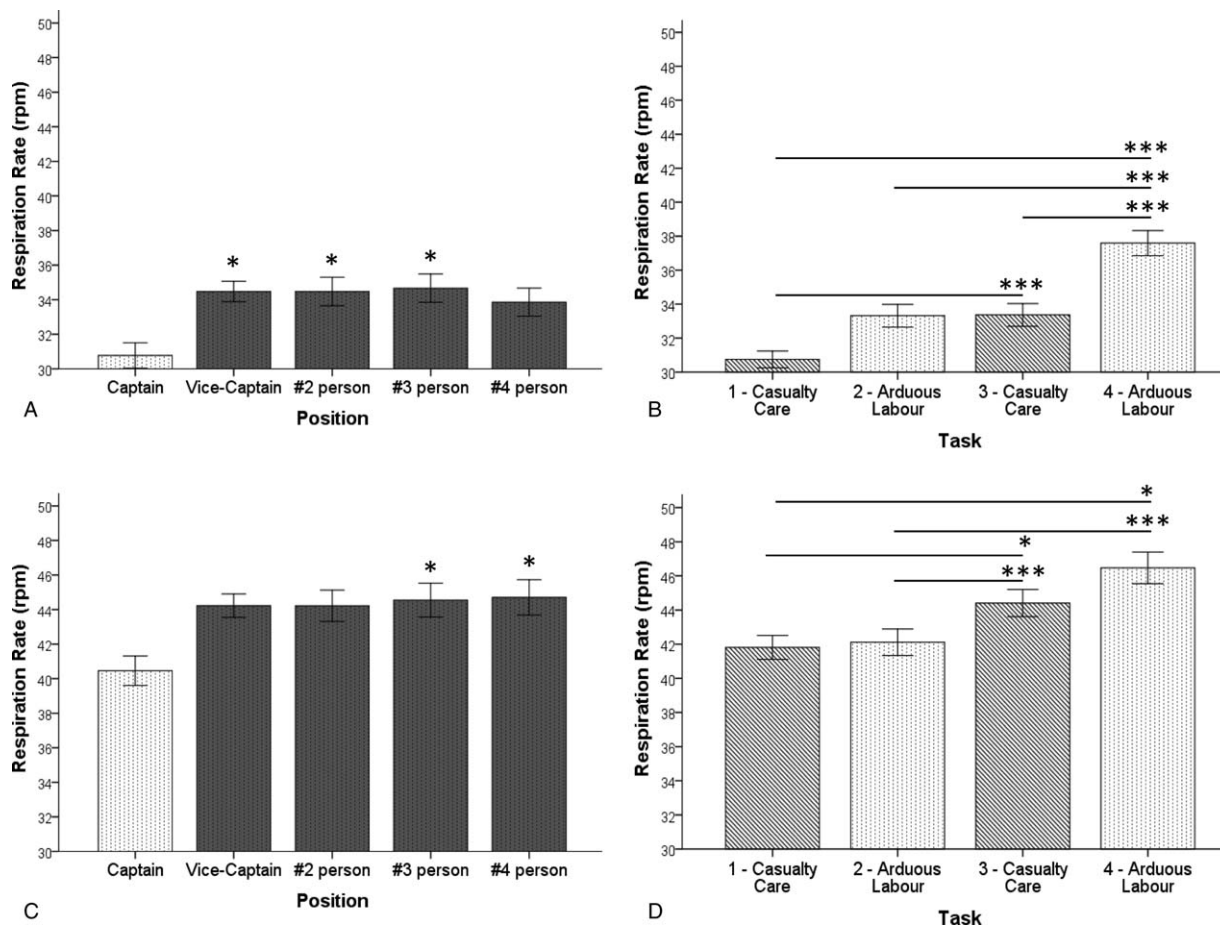 50
48
46
44
42
40
38
36
34
32
30
Respiration Rate (rpm)
*
*
*
Captain
Vice-Captain
#2 person
#3 person
#4 person
Position
A
50
48
46
44
42
40
38
36
34
32
30
Respiration Rate (rpm)
***
***
***
***
1 - Casualty
Care
2 - Arduous
Labour
3 - Casualty
Care
4 - Arduous
Labour
Task
B
50
48
46
44
42
40
38
36
34
32
30
Respiration Rate (rpm)
*
*
Captain
Vice-Captain
#2 person
#3 person
#4 person
Position
C
50
48
46
44
42
40
38
36
34
32
30
Respiration Rate (rpm)
*
***
*
***
1 - Casualty
Care
2 - Arduous
Labour
3 - Casualty
Care
4 - Arduous
Labour
Task
D